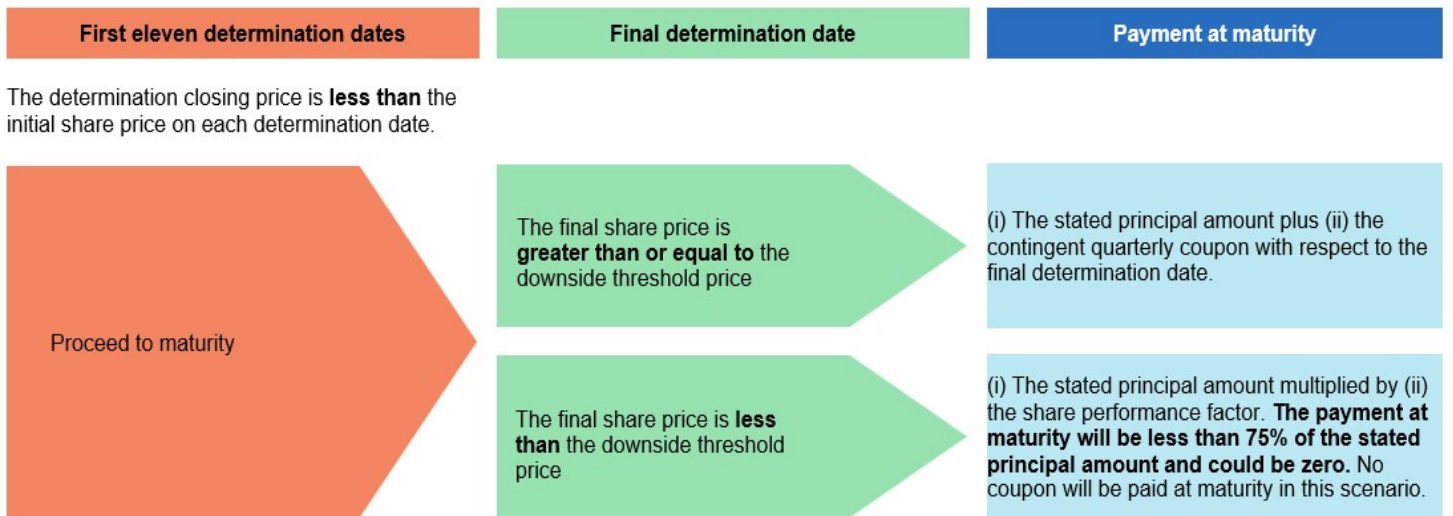 First eleven determination dates
Final determination date
Payment at maturity
The determination closing price is less than the
initial share price on each determination date.
Proceed to maturity
The final share price is
greater than or equal to the
downside threshold price
(i) The stated principal amount plus (ii) the
contingent quarterly coupon with respect to the
final determination date.
The final share price is less
than the downside threshold
price
(i) The stated principal amount multiplied by (ii)
the share performance factor. The payment at
maturity will be less than 75% of the stated
principal amount and could be zero. No
coupon will be paid at maturity in this scenario.